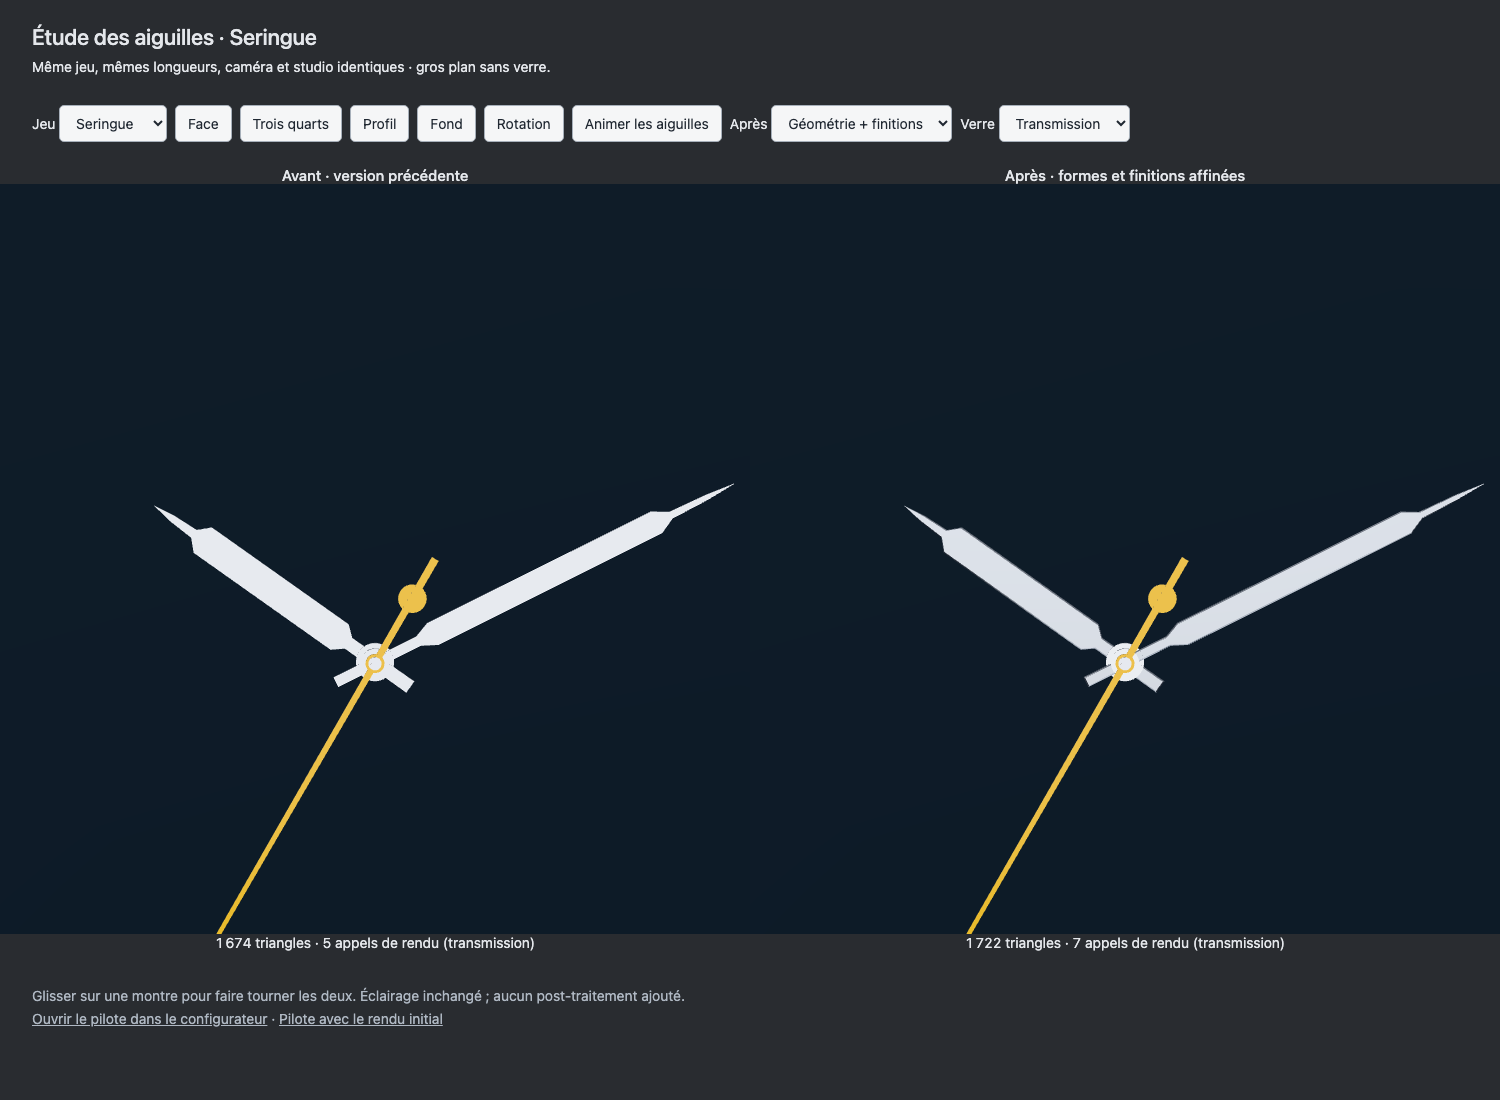 Étude des aiguilles · Seringue
Même jeu, mêmes longueurs, caméra et studio identiques · gros plan sans verre.
Jeu Seringue Face Trois quarts Profil Fond Rotation Animer les aiguilles Après Géométrie + finitions Verre Transmission
Avant · version précédente
Après · formes et finitions affinées
1 674 triangles · 5 appels de rendu (transmission)
1 722 triangles · 7 appels de rendu (transmission)
Glisser sur une montre pour faire tourner les deux. Éclairage inchangé ; aucun post-traitement ajouté.
Ouvrir le pilote dans le configurateur · Pilote avec le rendu initial